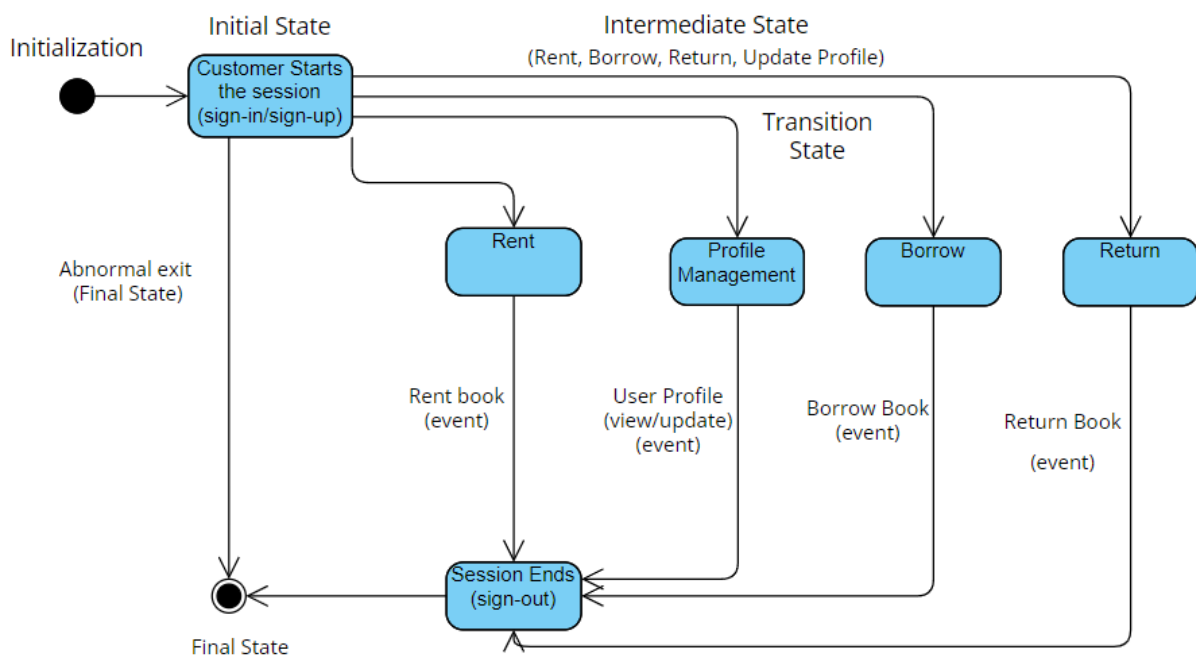 Initialization
Initial State
Intermediate State
(Rent, Borrow, Return, Update Profile)
Customer Starts
the session
(sign-in/sign-up)
Transition
State
Rent
Profile
Management
Borrow
Return
Abnormal exit
(Final State)
Rent book
(event)
User Profile
(view/update)
(event)
Borrow Book
(event)
Return Book
(event)
Session Ends
(sign-out)
Final State